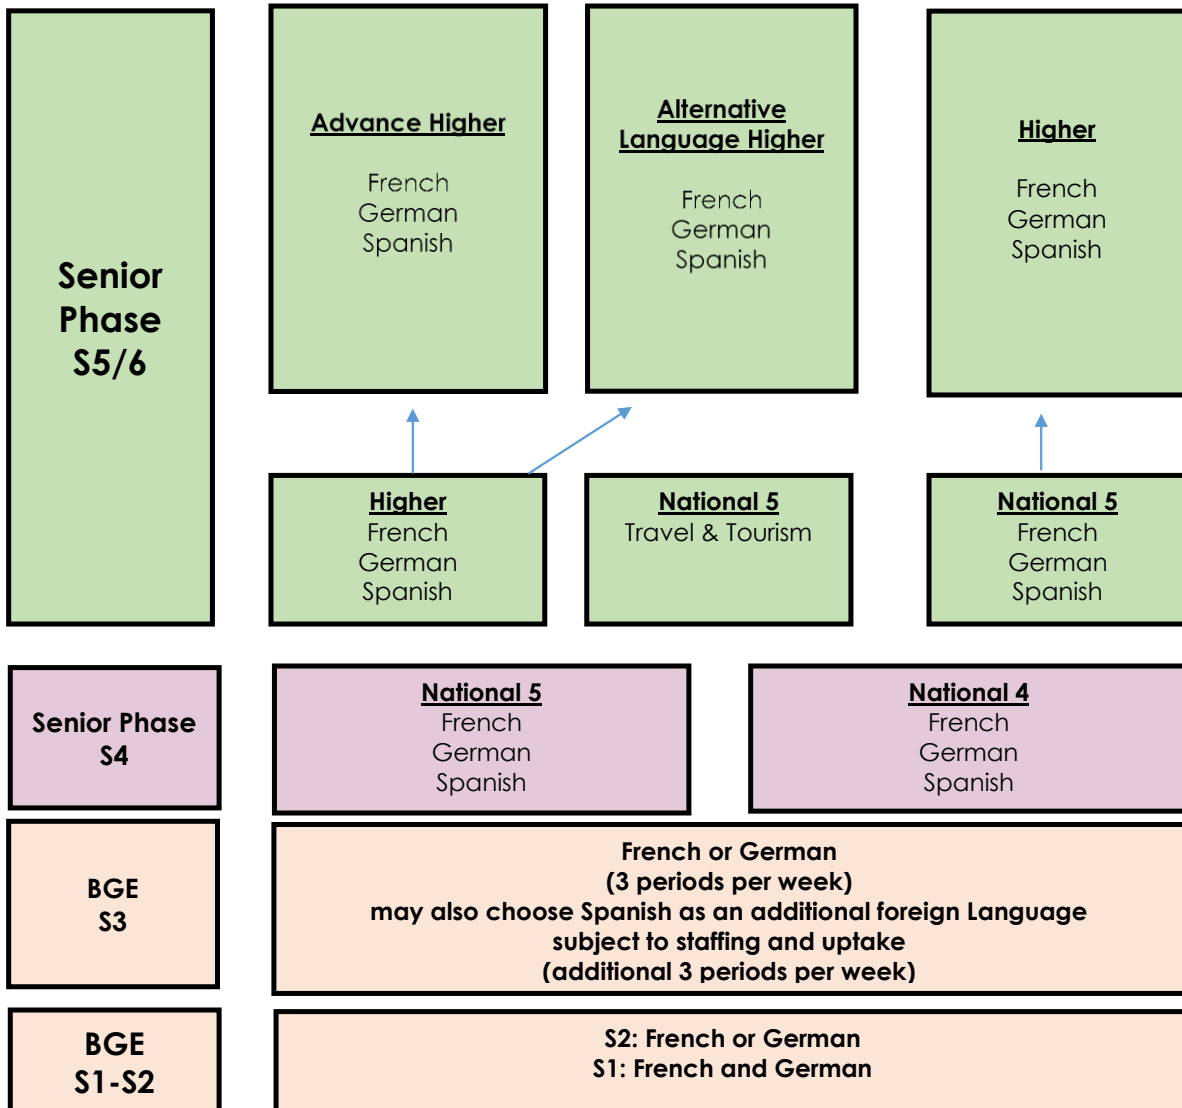 Senior
Phase
S5/6
Advance Higher
French
German
Spanish
Alternative
Language Higher
French
German
Spanish
Higher
French
German
Spanish
Higher
French
German
Spanish
National 5
Travel & Tourism
National 5
French
German
Spanish
Senior Phase
S4
National 5
French
German
Spanish
National 4
French
German
Spanish
BGE
S3
French or German
(3 periods per week)
may also choose Spanish as an additional foreign Language
subject to staffing and uptake
(additional 3 periods per week)
BGE
S1-S2
S2: French or German
S1: French and German